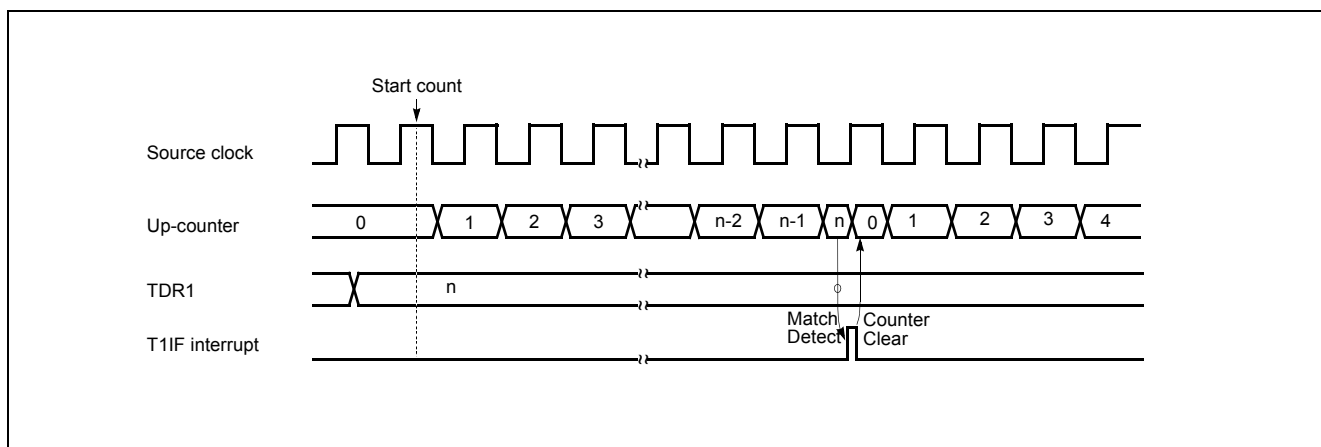 Start count
Source clock
Up-counter
0 1 2 3 n-2 n-1 n 0 1 2 3 4
TDR1
n
Match Counter
Detect Clear
T1IF interrupt